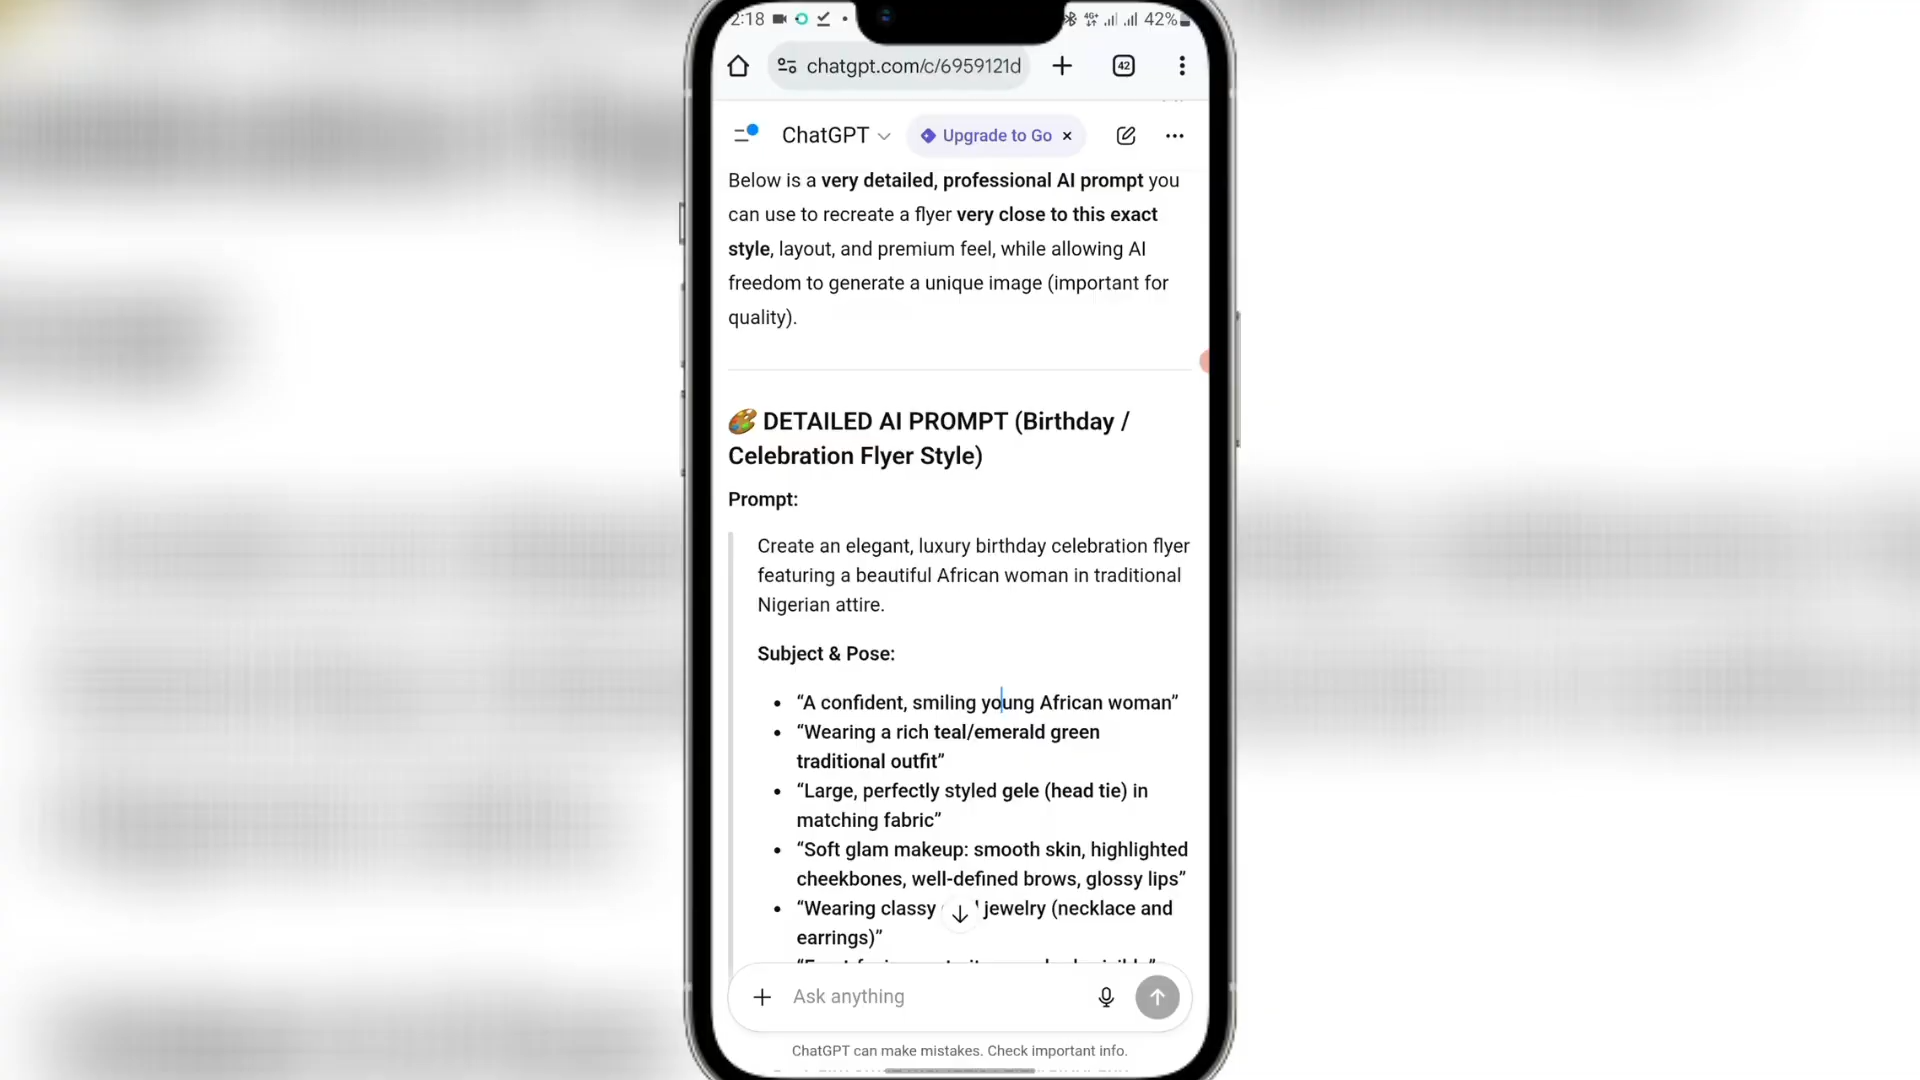 2:18 4G+ 42%
chatgpt.com/c/6959121d 42
ChatGPT Upgrade to Go ×
Below is a very detailed, professional AI prompt you
can use to recreate a flyer very close to this exact
style, layout, and premium feel, while allowing AI
freedom to generate a unique image (important for
quality).
DETAILED AI PROMPT (Birthday /
Celebration Flyer Style)
Prompt:
Create an elegant, luxury birthday celebration flyer
featuring a beautiful African woman in traditional
Nigerian attire.
Subject & Pose:
• “A confident, smiling young African woman”
• “Wearing a rich teal/emerald green
traditional outfit”
• “Large, perfectly styled gele (head tie) in
matching fabric”
• “Soft glam makeup: smooth skin, highlighted
cheekbones, well-defined brows, glossy lips”
• “Wearing classy jewelry (necklace and
earrings)”
Ask anything
ChatGPT can make mistakes. Check important info.